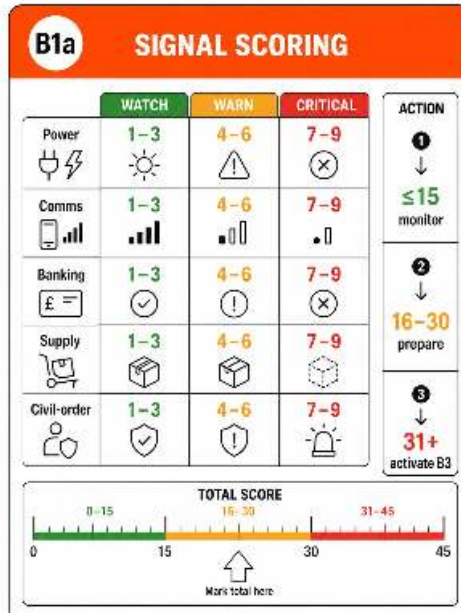 B1a
SIGNAL SCORING
WATCH WARN CRITICAL
Power 1–3 4–6 7–9
Comms 1–3 4–6 7–9
Banking 1–3 4–6 7–9
£
Supply 1–3 4–6 7–9
Civil-order 1–3 4–6 7–9
ACTION
1
≤15
monitor
2
16–30
prepare
3
31+
activate B3
TOTAL SCORE
0–15 16–30 31–45
0 15 30 45
Mark total here